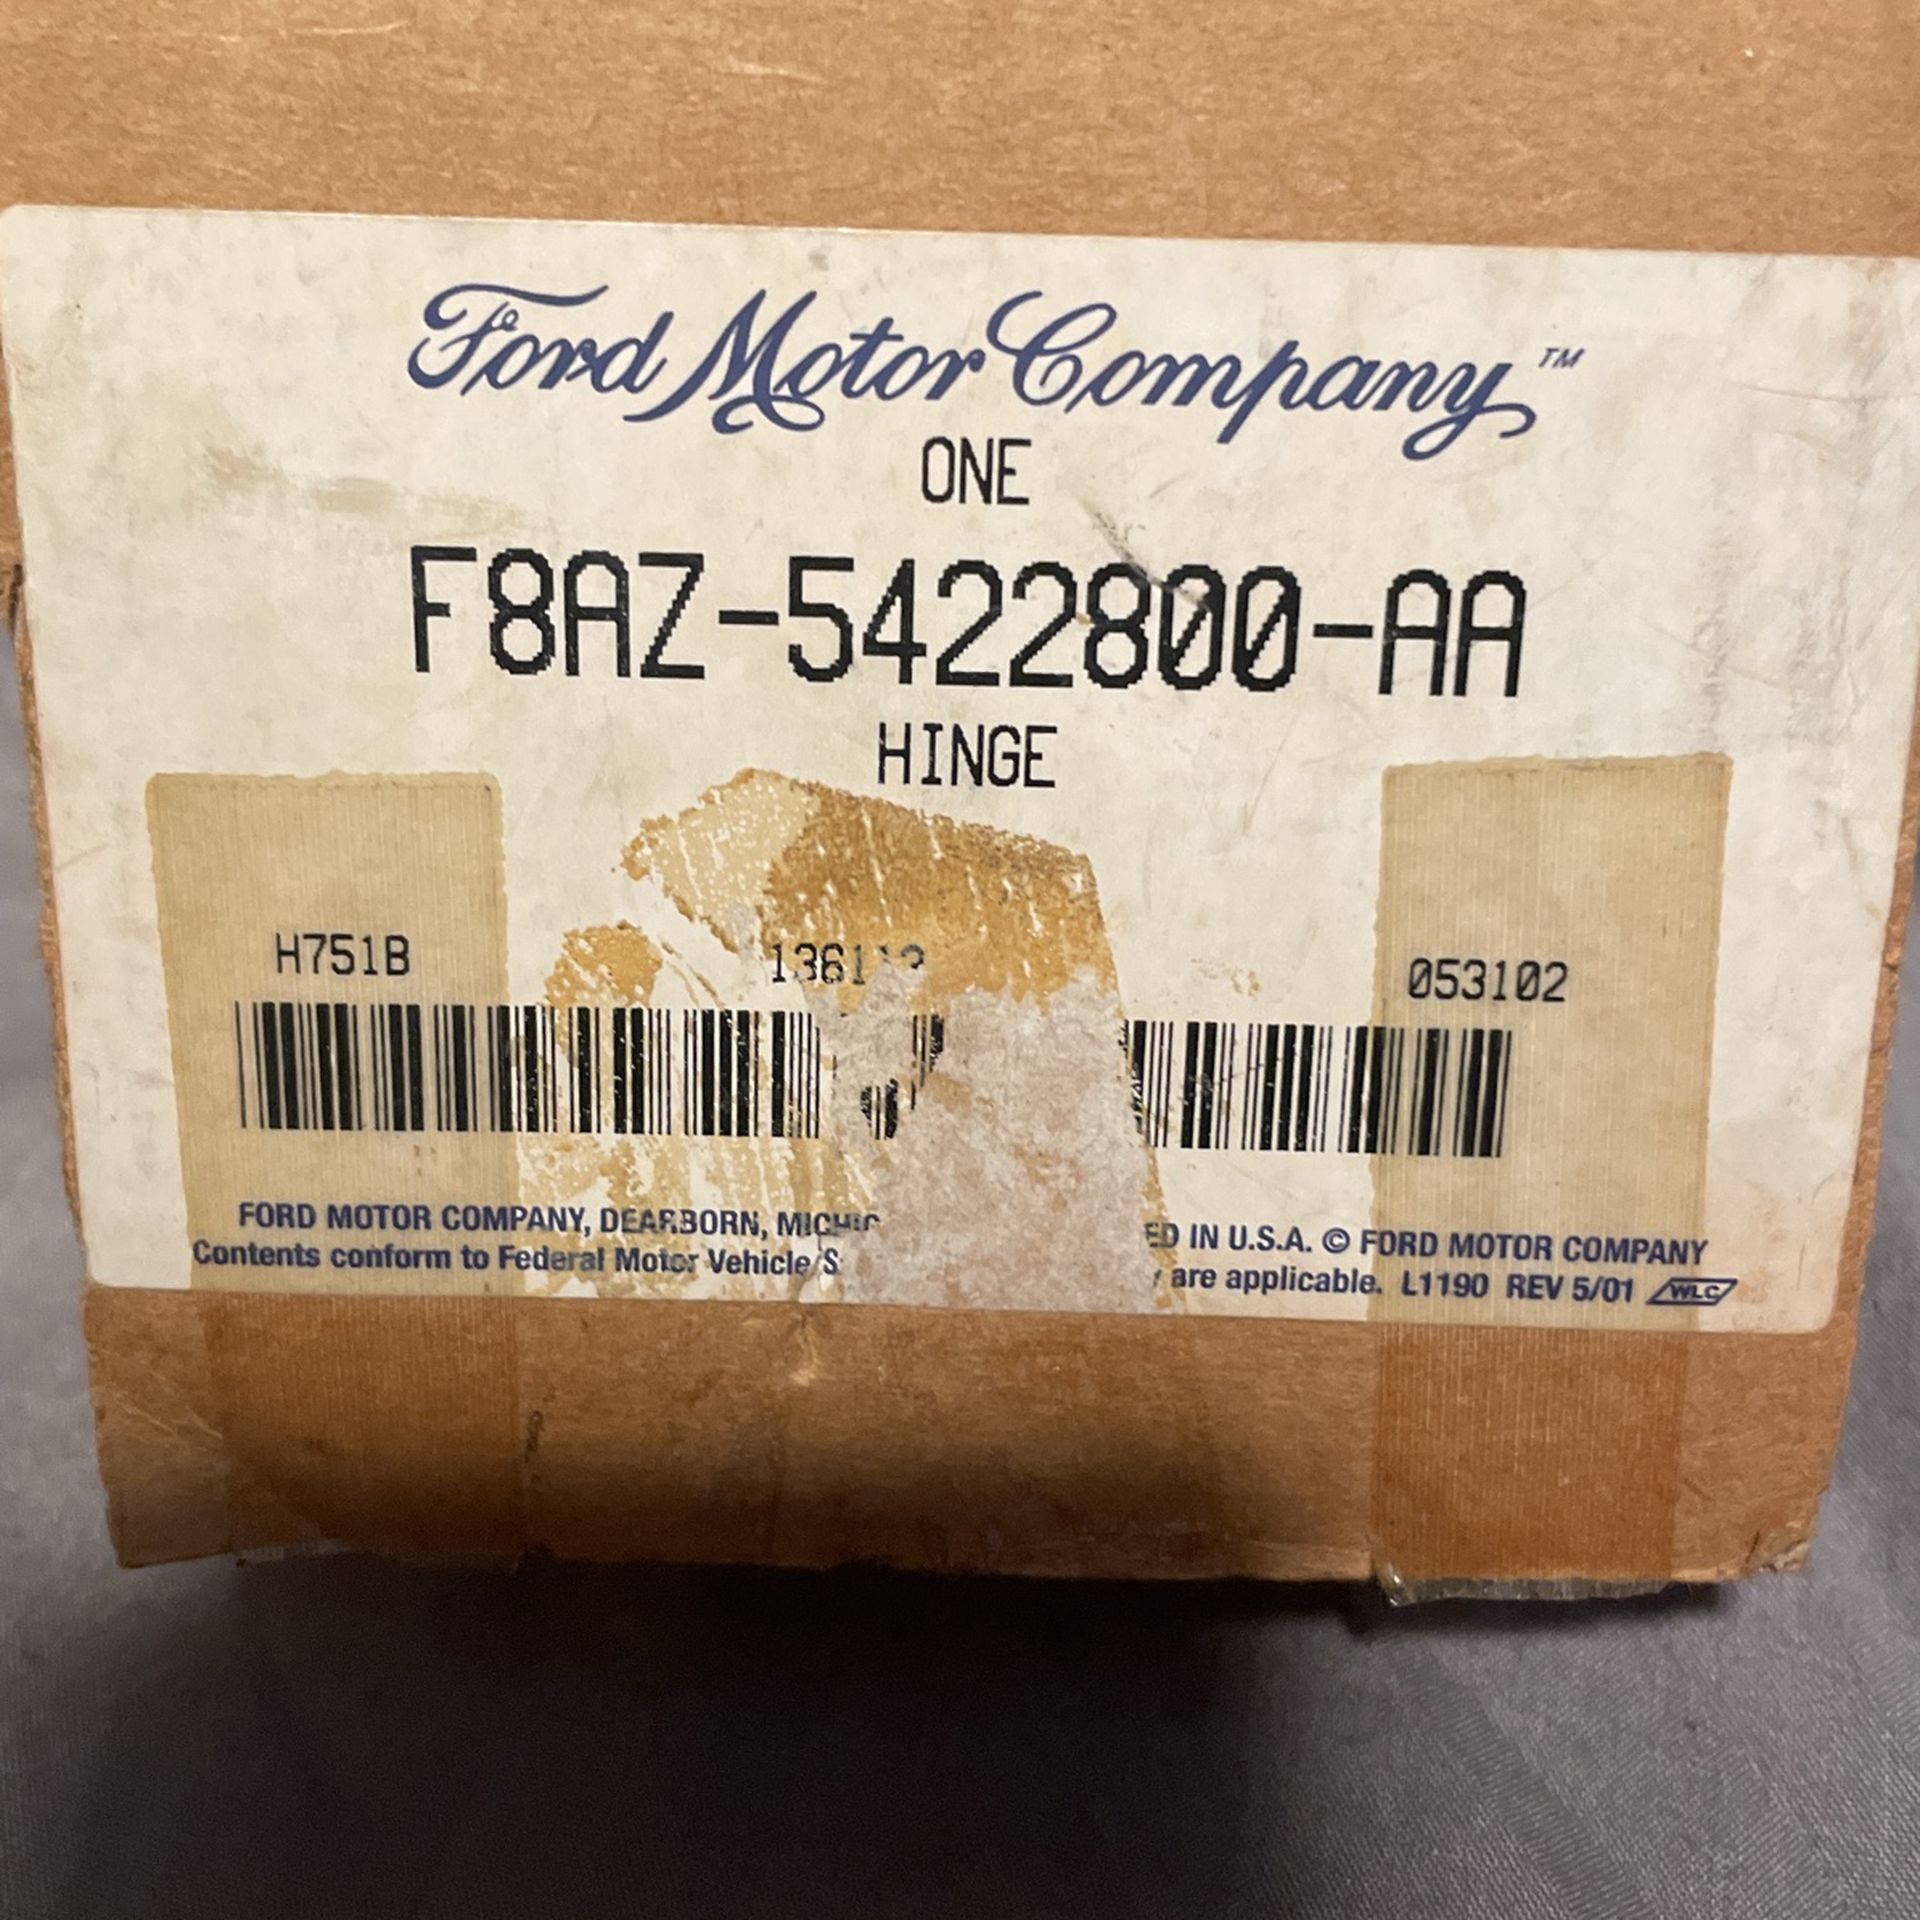 Ford Motor Company™
ONE
F8AZ-5422800-AA
HINGE
H751B 053102
FORD MOTOR COMPANY, DEARBORN, IN U.S.A. © FORD MOTOR COMPANY
Contents conform to Federal Motor Vehicle are applicable. L1190 REV 5/01 WLC